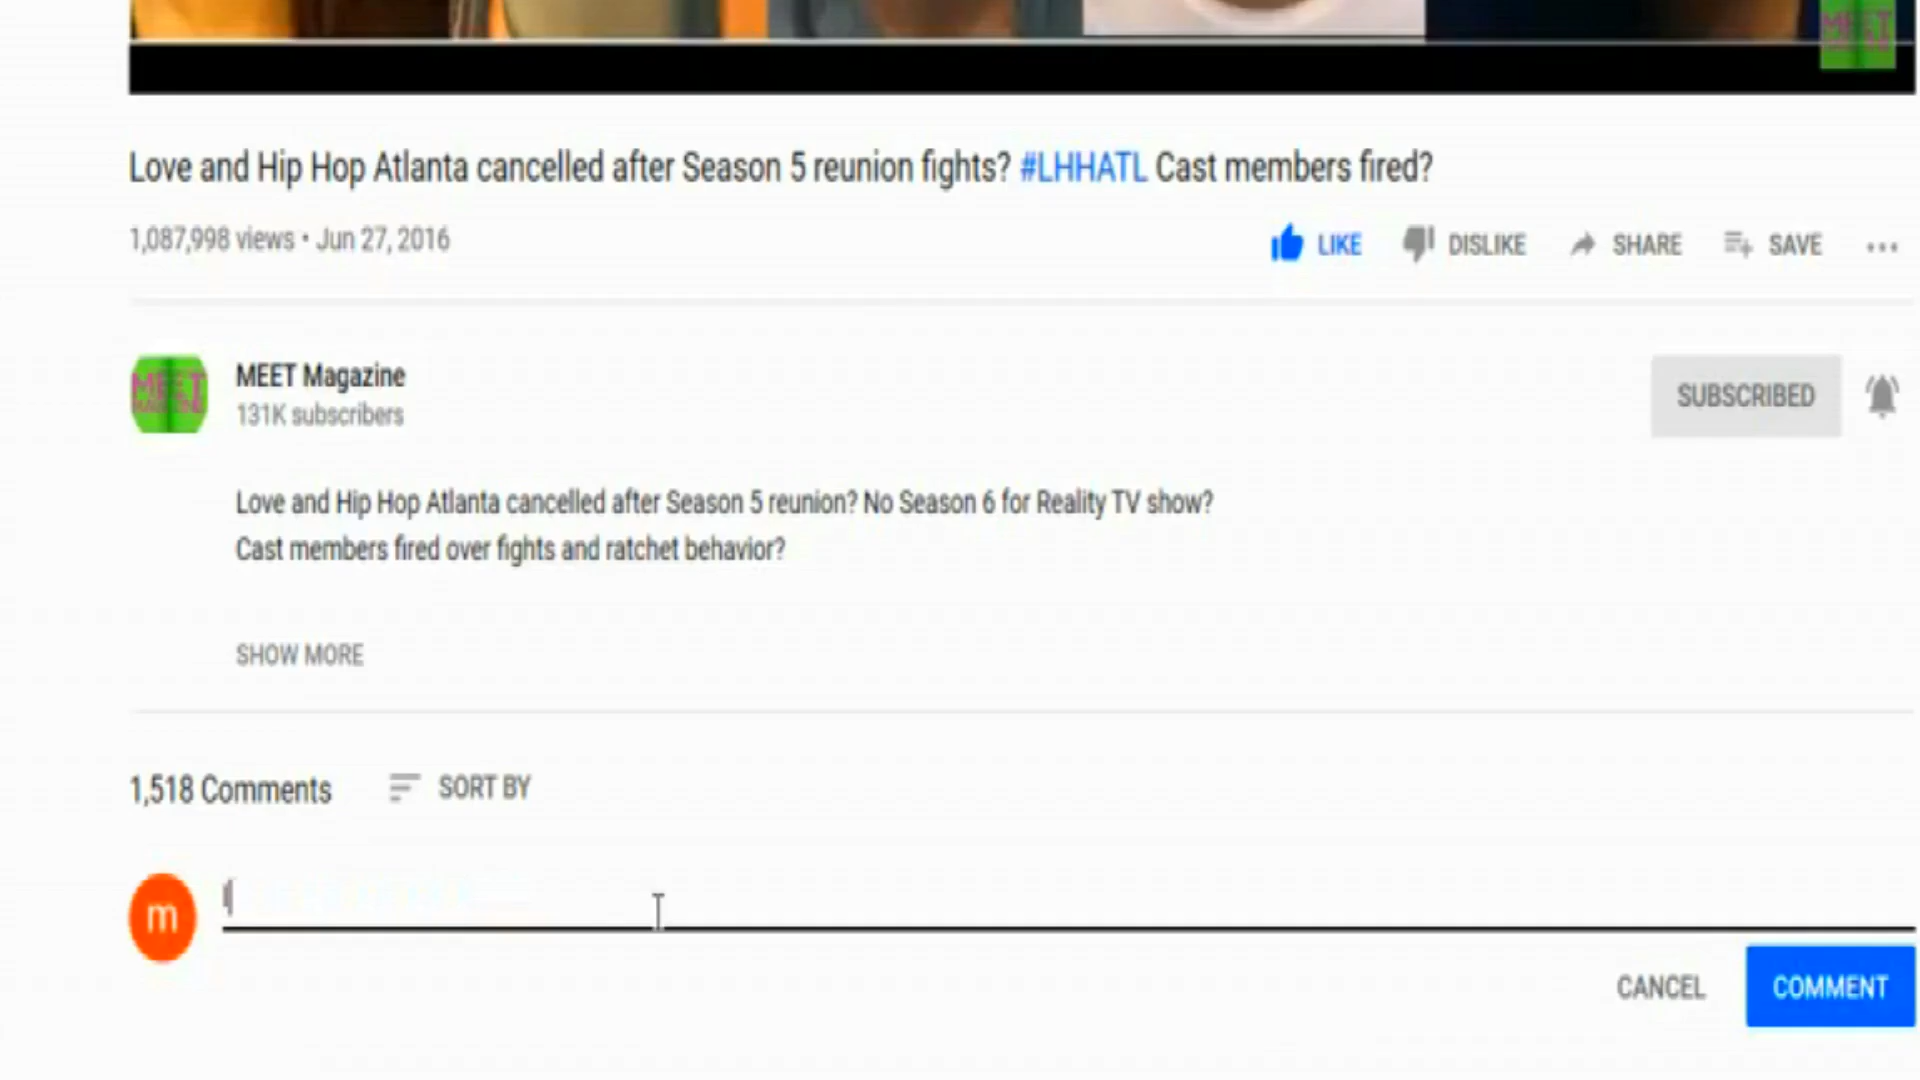 MEET
Love and Hip Hop Atlanta cancelled after Season 5 reunion fights? #LHHATL Cast members fired?
1,087,998 views • Jun 27, 2016
LIKE DISLIKE SHARE SAVE
MEET
MEET Magazine
131K subscribers
SUBSCRIBED
Love and Hip Hop Atlanta cancelled after Season 5 reunion? No Season 6 for Reality TV show?
Cast members fired over fights and ratchet behavior?
SHOW MORE
1,518 Comments SORT BY
m
CANCEL COMMENT